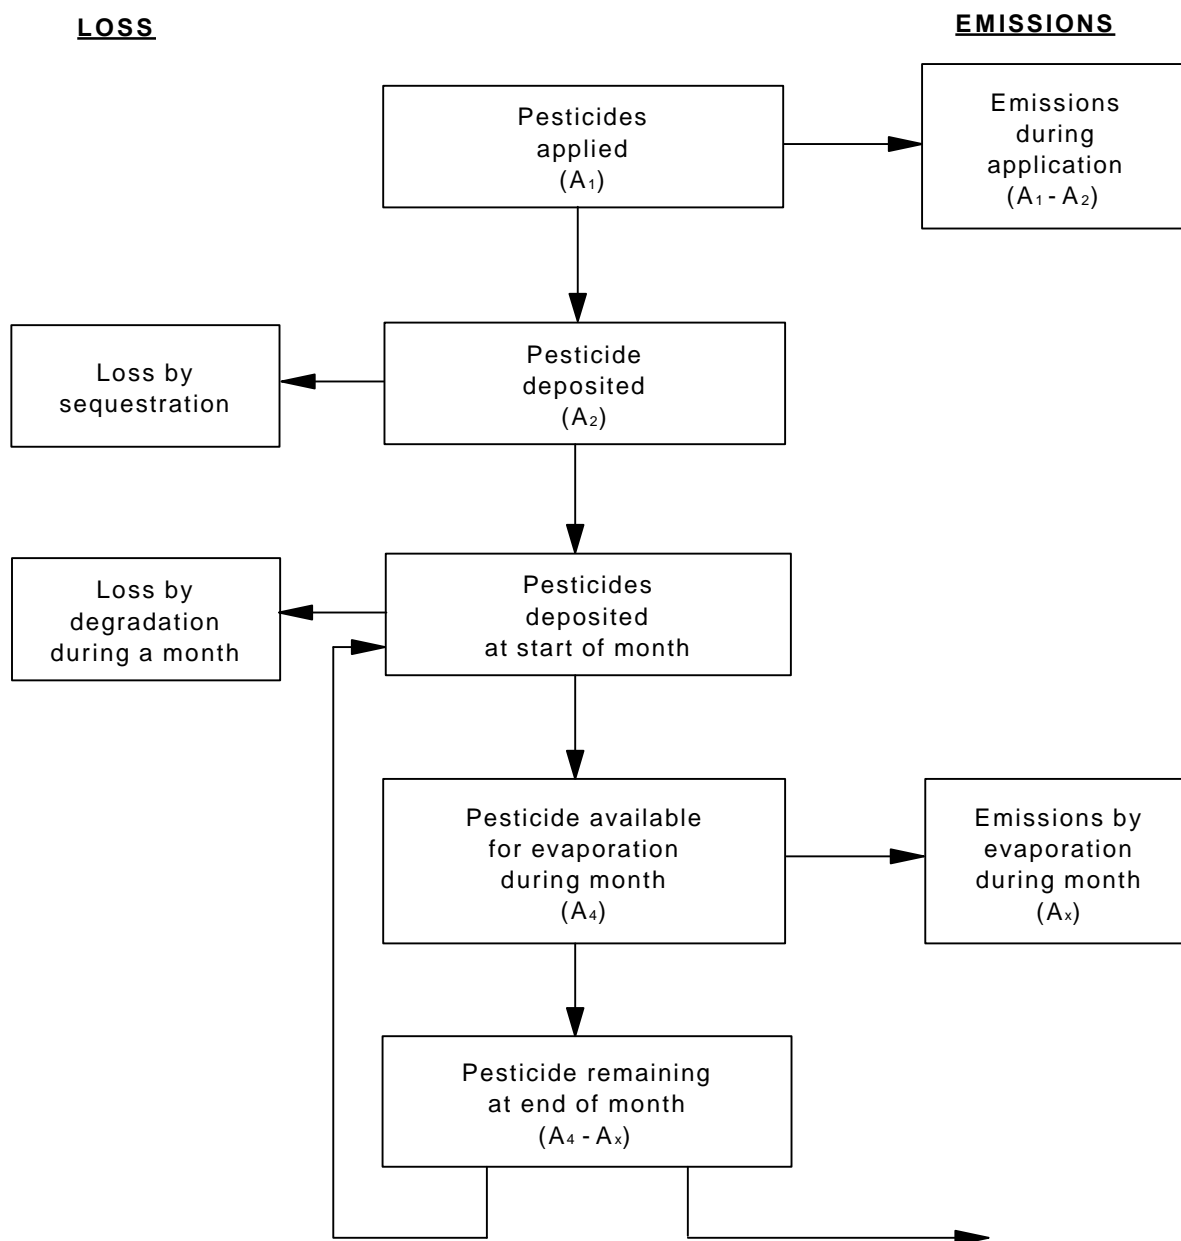 LOSS
EMISSIONS
Pesticides
applied
(A₁)
Emissions
during
application
(A₁ - A₂)
Loss by
sequestration
Pesticide
deposited
(A₂)
Loss by
degradation
during a month
Pesticides
deposited
at start of month
Pesticide available
for evaporation
during month
(A₄)
Emissions by
evaporation
during month
(Aₓ)
Pesticide remaining
at end of month
(A₄ - Aₓ)